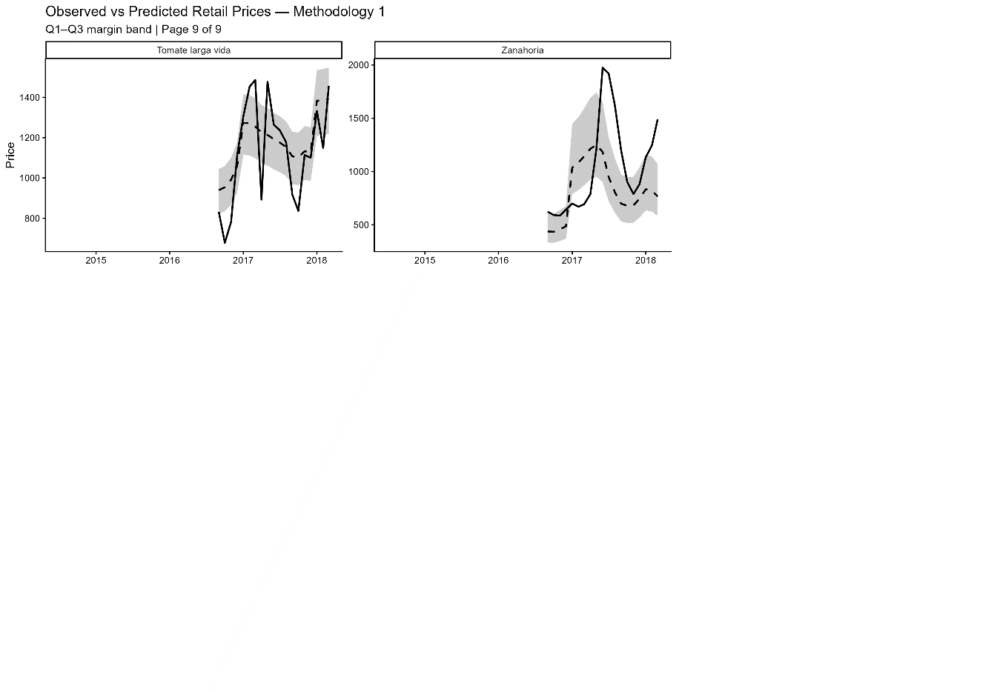 Observed vs Predicted Retail Prices — Methodology 1
Q1–Q3 margin band | Page 9 of 9
Tomate larga vida
Zanahoria
Price
1400
1200
1000
800
2000
1500
1000
500
2015 2016 2017 2018
2015 2016 2017 2018